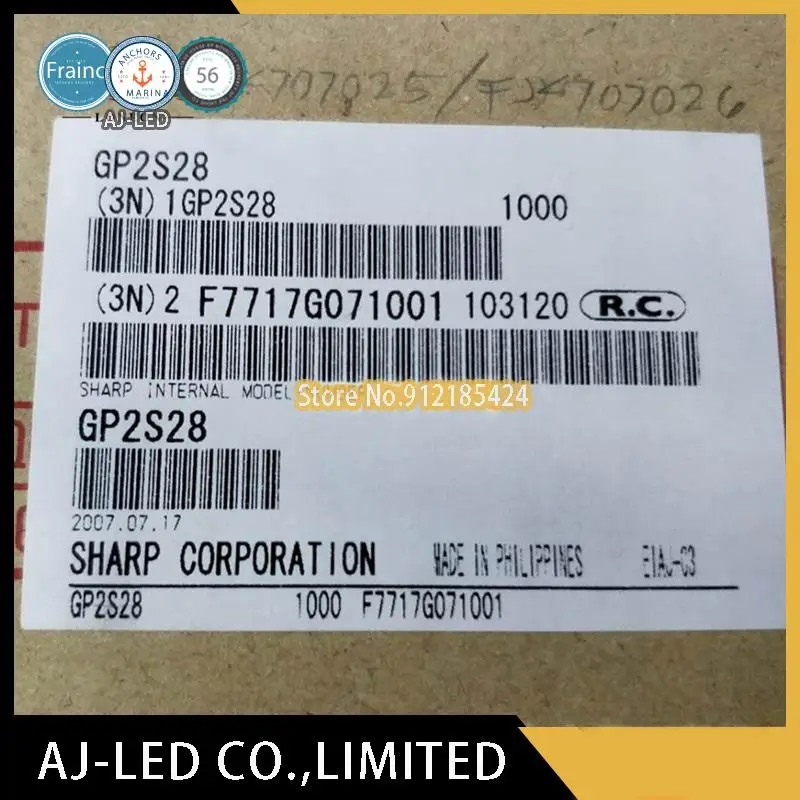 Frainc
ANCHORS
MARINA
56
AJ-LED
707025/FJK707026
GP2S28
(3N) 1GP2S28 1000
(3N) 2 F7717G071001 103120 R.C.
SHARP INTERNAL MODEL
Store No.912185424
GP2S28
2007.07.17
SHARP CORPORATION MADE IN PHILIPPINES EIAJ-C3
GP2S28 1000 F7717G071001
AJ-LED CO.,LIMITED